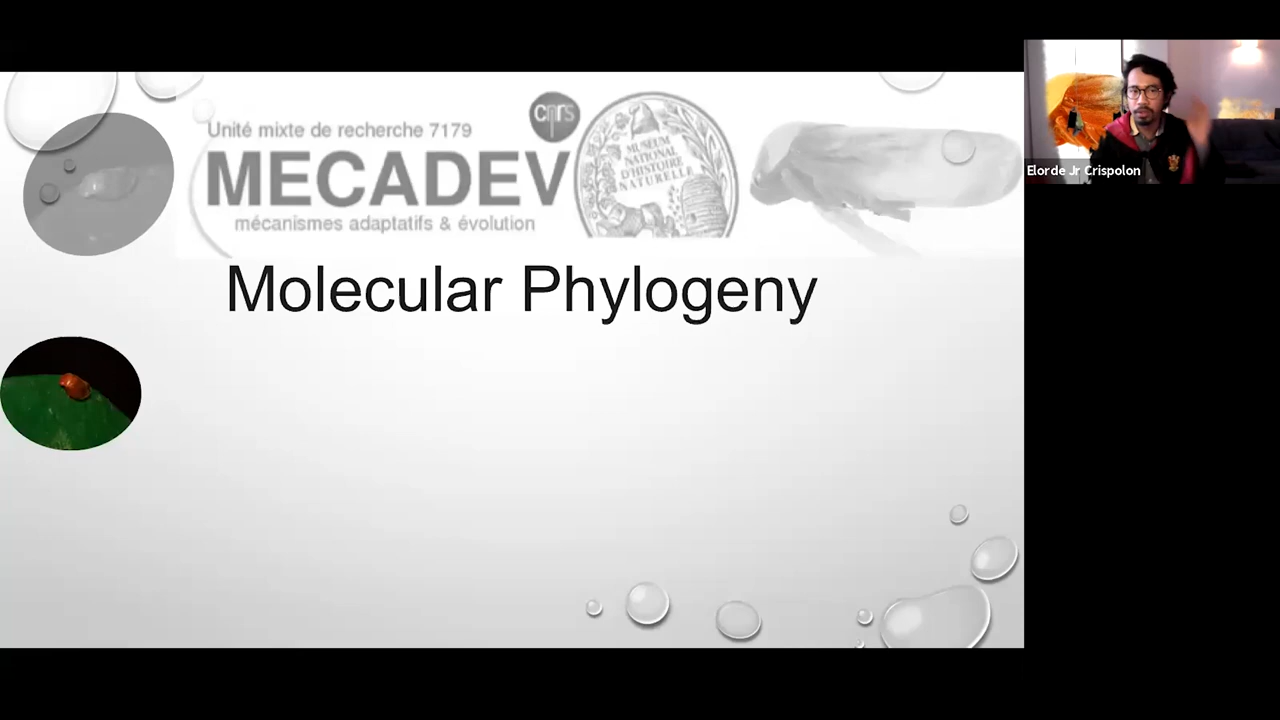 Unité mixte de recherche 7179
cnrs
MECADEV
mécanismes adaptatifs & évolution
MUSEUM
NATIONAL
D'HISTOIRE
NATURELLE
Molecular Phylogeny
Elorde Jr Crispolon